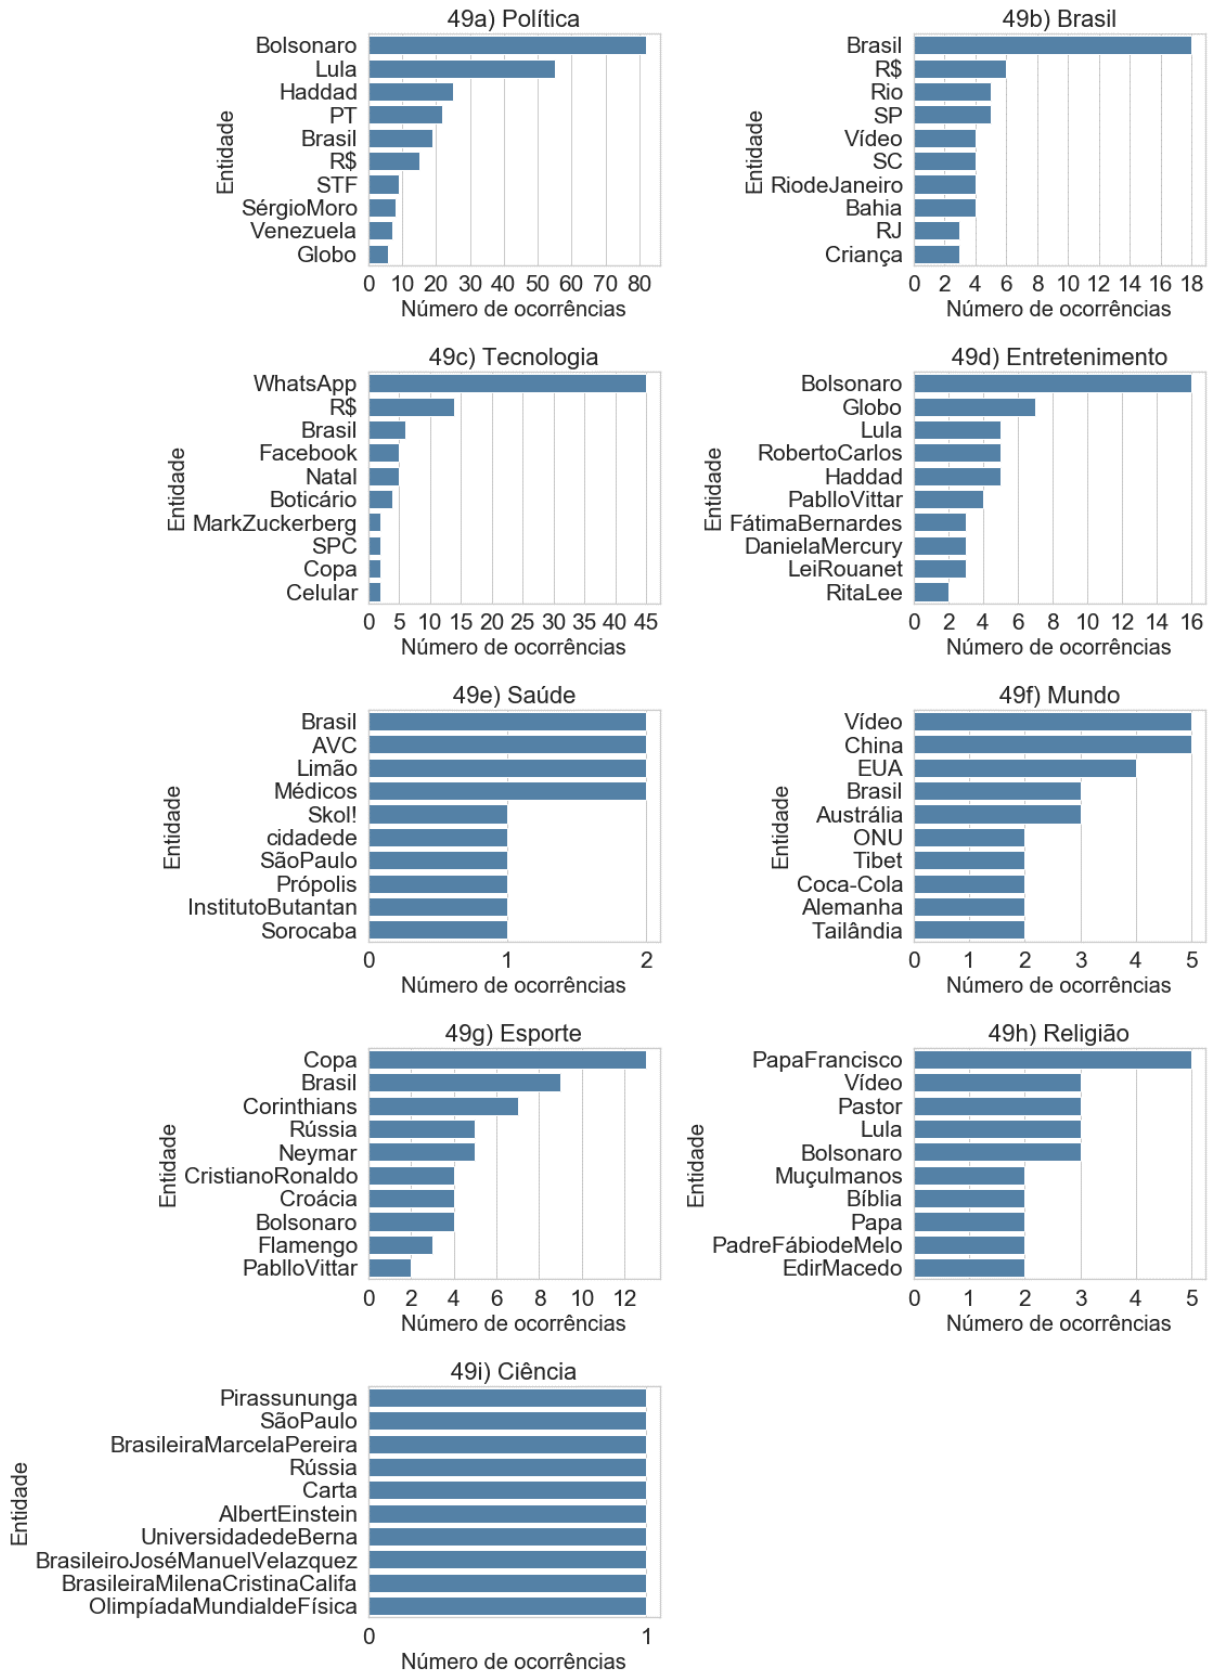 49a) Política
Entidade
Bolsonaro
Lula
Haddad
PT
Brasil
R$
STF
SérgioMoro
Venezuela
Globo
0 10 20 30 40 50 60 70 80
Número de ocorrências
49b) Brasil
Entidade
Brasil
R$
Rio
SP
Vídeo
SC
RiodeJaneiro
Bahia
RJ
Criança
0 2 4 6 8 10 12 14 16 18
Número de ocorrências
49c) Tecnologia
Entidade
WhatsApp
R$
Brasil
Facebook
Natal
Boticário
MarkZuckerberg
SPC
Copa
Celular
0 5 10 15 20 25 30 35 40 45
Número de ocorrências
49d) Entretenimento
Entidade
Bolsonaro
Globo
Lula
RobertoCarlos
Haddad
PablloVittar
FátimaBernardes
DanielaMercury
LeiRouanet
RitaLee
0 2 4 6 8 10 12 14 16
Número de ocorrências
49e) Saúde
Entidade
Brasil
AVC
Limão
Médicos
Skol!
cidadede
SãoPaulo
Própolis
InstitutoButantan
Sorocaba
0 1 2
Número de ocorrências
49f) Mundo
Entidade
Vídeo
China
EUA
Brasil
Austrália
ONU
Tibet
Coca-Cola
Alemanha
Tailândia
0 1 2 3 4 5
Número de ocorrências
49g) Esporte
Entidade
Copa
Brasil
Corinthians
Rússia
Neymar
CristianoRonaldo
Croácia
Bolsonaro
Flamengo
PablloVittar
0 2 4 6 8 10 12
Número de ocorrências
49h) Religião
Entidade
PapaFrancisco
Vídeo
Pastor
Lula
Bolsonaro
Muçulmanos
Bíblia
Papa
PadreFábiodeMelo
EdirMacedo
0 1 2 3 4 5
Número de ocorrências
49i) Ciência
Entidade
Pirassununga
SãoPaulo
BrasileiraMarcelaPereira
Rússia
Carta
AlbertEinstein
UniversidadedeBerna
BrasileiroJoséManuelVelazquez
BrasileiraMilenaCristinaCalifa
OlimpíadaMundialdeFísica
0 1
Número de ocorrências